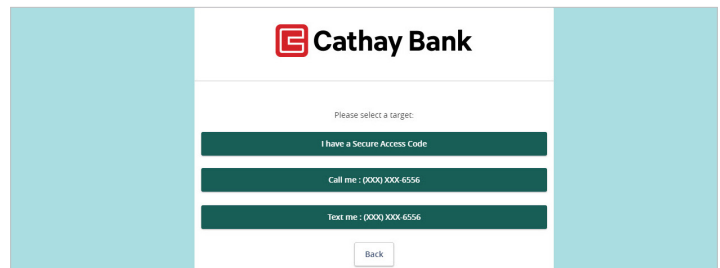 Cathay Bank
Please select a target:
I have a Secure Access Code
Call me : (XXX) XXX-6556
Text me : (XXX) XXX-6556
Back